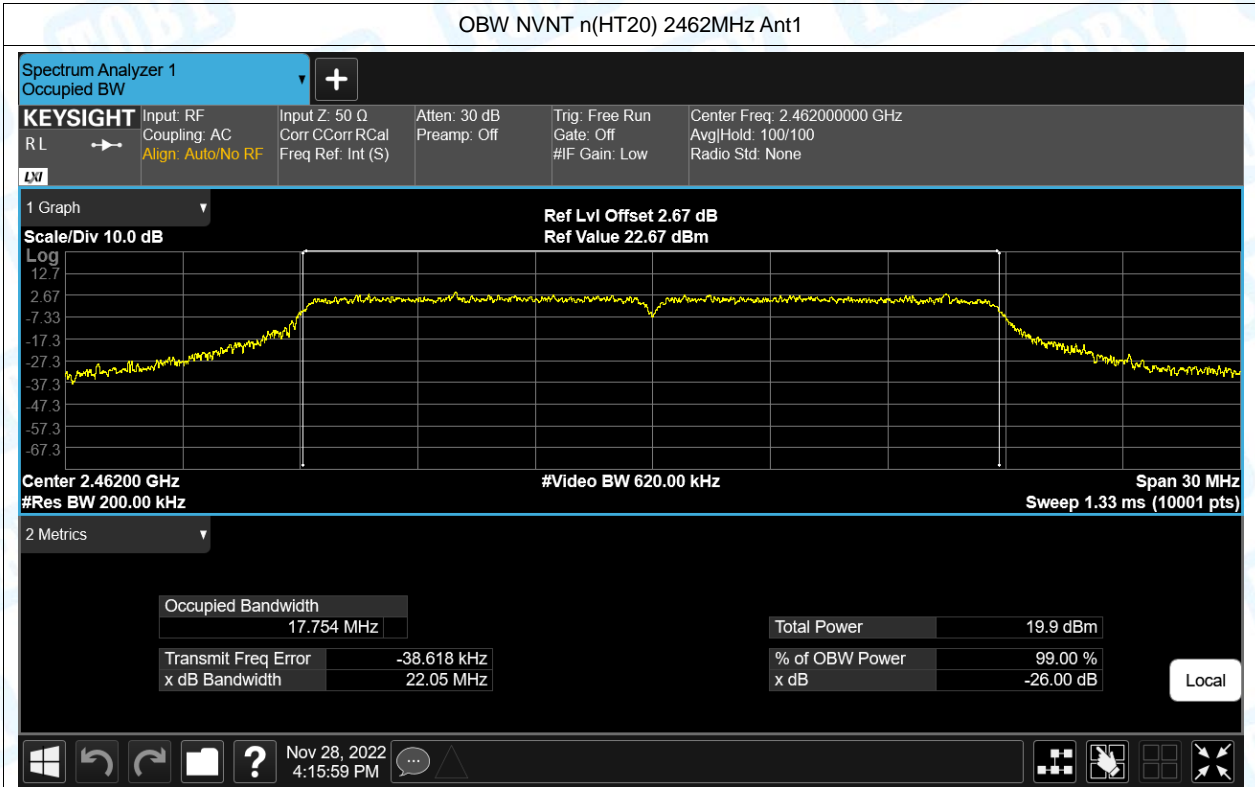 OBW NVNT n(HT20) 2462MHz Ant1
Spectrum Analyzer 1
Occupied BW
KEYSIGHT
RL
LXI
Input: RF
Coupling: AC
Align: Auto/No RF
Input Z: 50 Ω
Corr CCorr RCal
Freq Ref: Int (S)
Atten: 30 dB
Preamp: Off
Trig: Free Run
Gate: Off
#IF Gain: Low
Center Freq: 2.462000000 GHz
Avg|Hold: 100/100
Radio Std: None
1 Graph
Scale/Div 10.0 dB
Ref Lvl Offset 2.67 dB
Ref Value 22.67 dBm
Log
12.7
2.67
-7.33
-17.3
-27.3
-37.3
-47.3
-57.3
-67.3
Center 2.46200 GHz
#Video BW 620.00 kHz
Span 30 MHz
#Res BW 200.00 kHz
Sweep 1.33 ms (10001 pts)
2 Metrics
Occupied Bandwidth
17.754 MHz
Total Power 19.9 dBm
Transmit Freq Error -38.618 kHz
% of OBW Power 99.00 %
x dB Bandwidth 22.05 MHz
x dB -26.00 dB
Local
?
Nov 28, 2022
4:15:59 PM